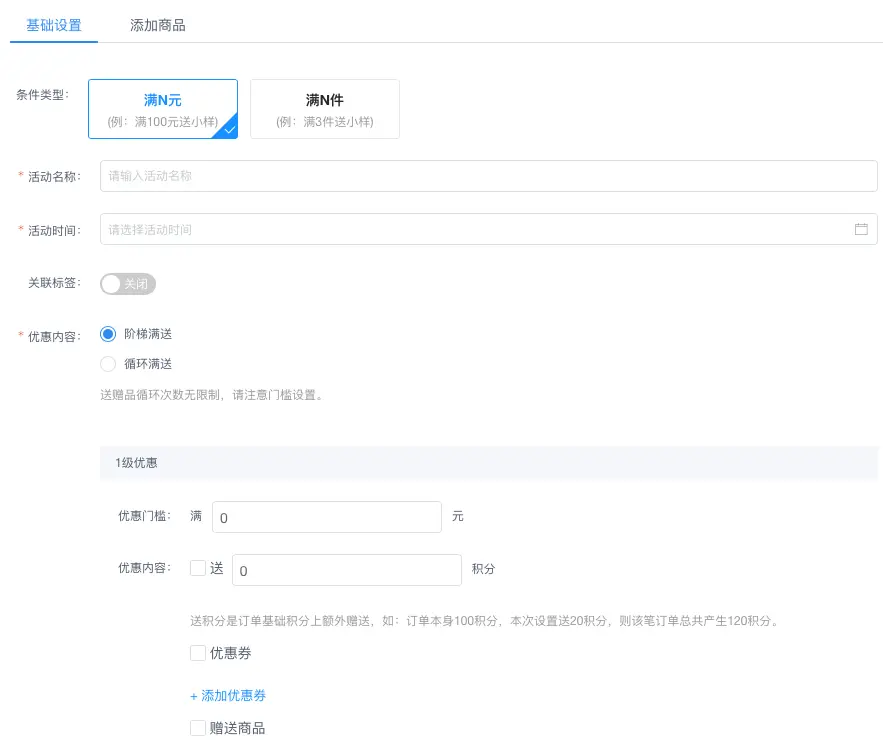 基础设置 添加商品
条件类型： 满N元 满N件
(例：满100元送小样) (例：满3件送小样)
* 活动名称： 请输入活动名称
* 活动时间： 请选择活动时间
关联标签： 关闭
* 优惠内容： 阶梯满送
循环满送
送赠品循环次数无限制，请注意门槛设置。
1级优惠
优惠门槛： 满 0 元
优惠内容： 送 0 积分
送积分是订单基础积分上额外赠送，如：订单本身100积分，本次设置送20积分，则该笔订单总共产生120积分。
优惠券
+ 添加优惠券
赠送商品